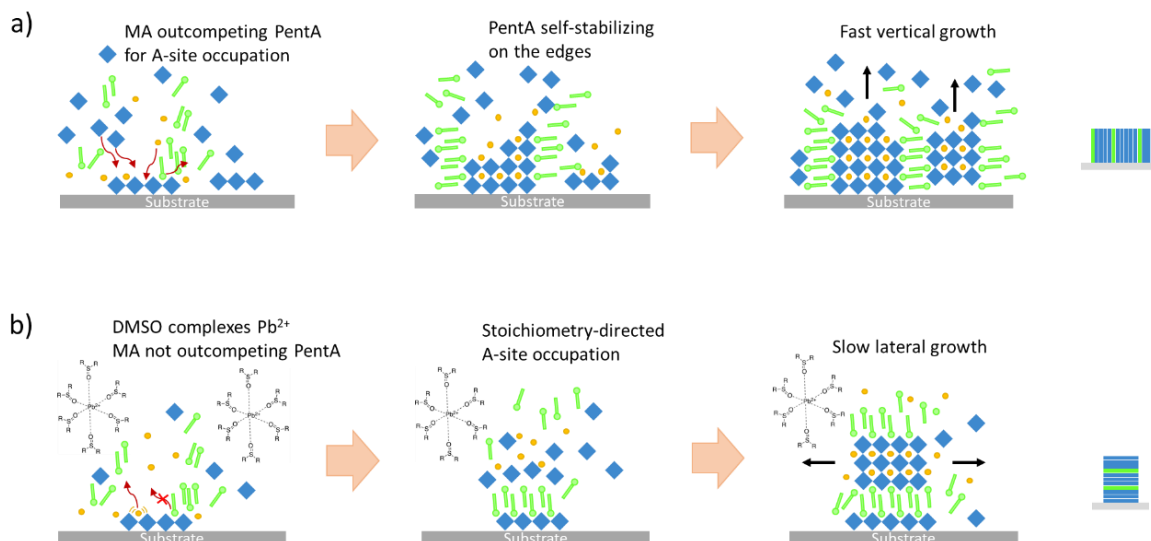 a)
MA outcompeting PentA
for A-site occupation
PentA self-stabilizing
on the edges
Fast vertical growth
Substrate
Substrate
Substrate
b)
DMSO complexes Pb²⁺
MA not outcompeting PentA
Stoichiometry-directed
A-site occupation
Slow lateral growth
Substrate
Substrate
Substrate